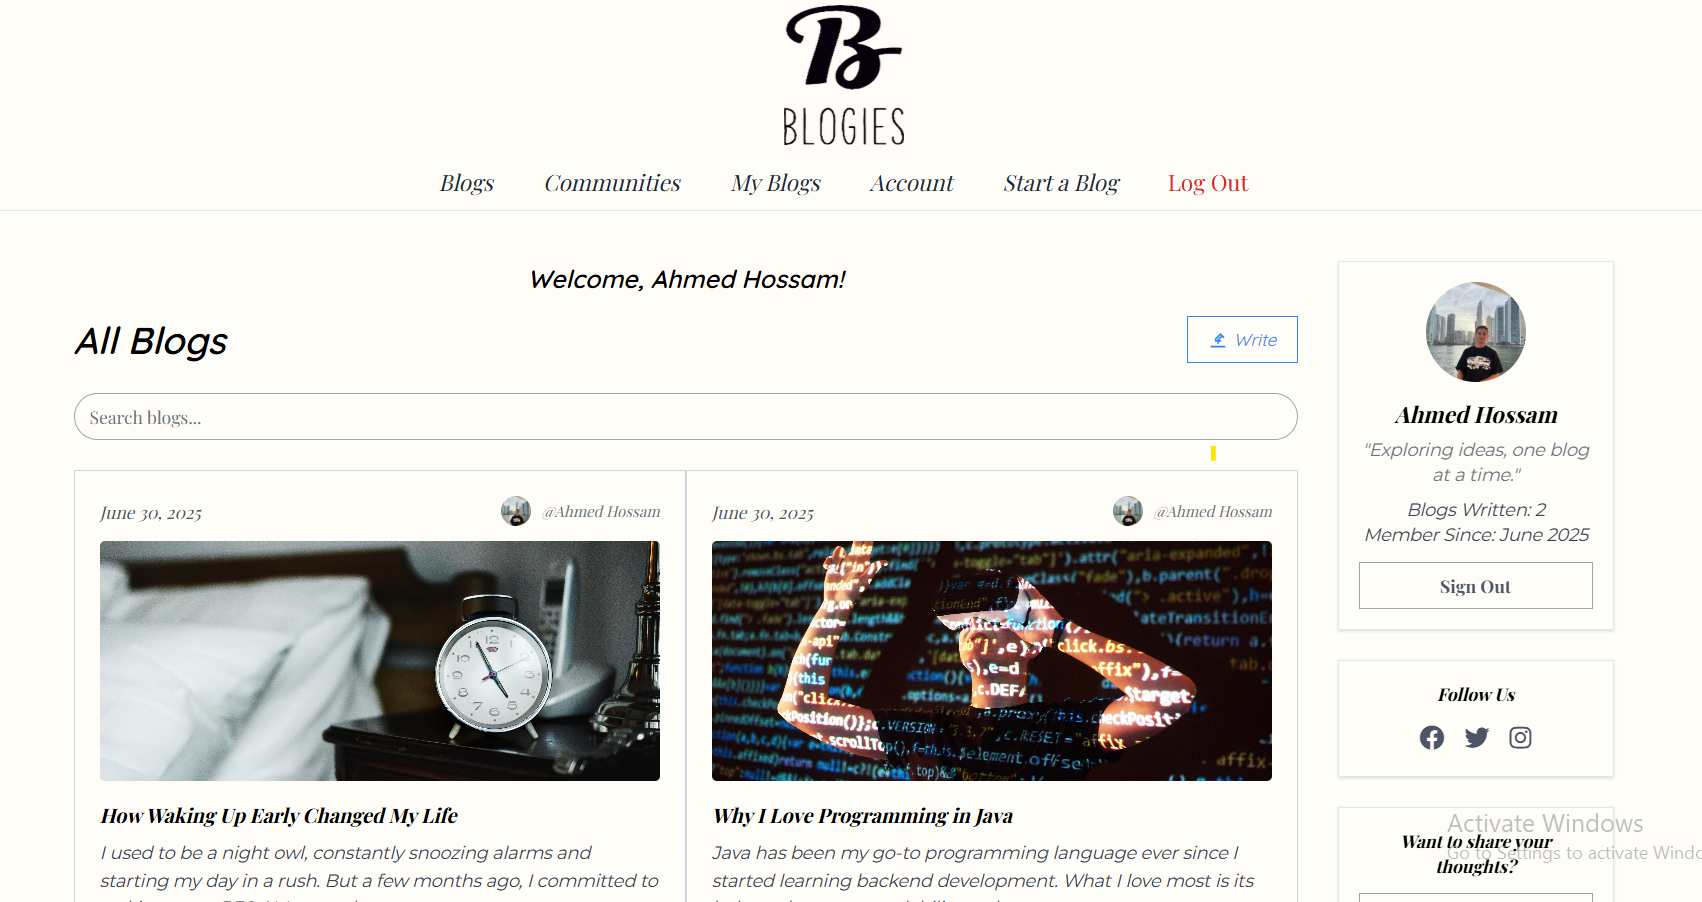 B
BLOGIES
Blogs Communities My Blogs Account Start a Blog Log Out
Welcome, Ahmed Hossam!
All Blogs
Write
Search blogs...
June 30, 2025 @Ahmed Hossam
How Waking Up Early Changed My Life
I used to be a night owl, constantly snoozing alarms and
starting my day in a rush. But a few months ago, I committed to
June 30, 2025 @Ahmed Hossam
Why I Love Programming in Java
Java has been my go-to programming language ever since I
started learning backend development. What I love most is its
Ahmed Hossam
"Exploring ideas, one blog
at a time."
Blogs Written: 2
Member Since: June 2025
Sign Out
Follow Us
Want to share your
thoughts?
Activate Windows
Go to Settings to activate Windo